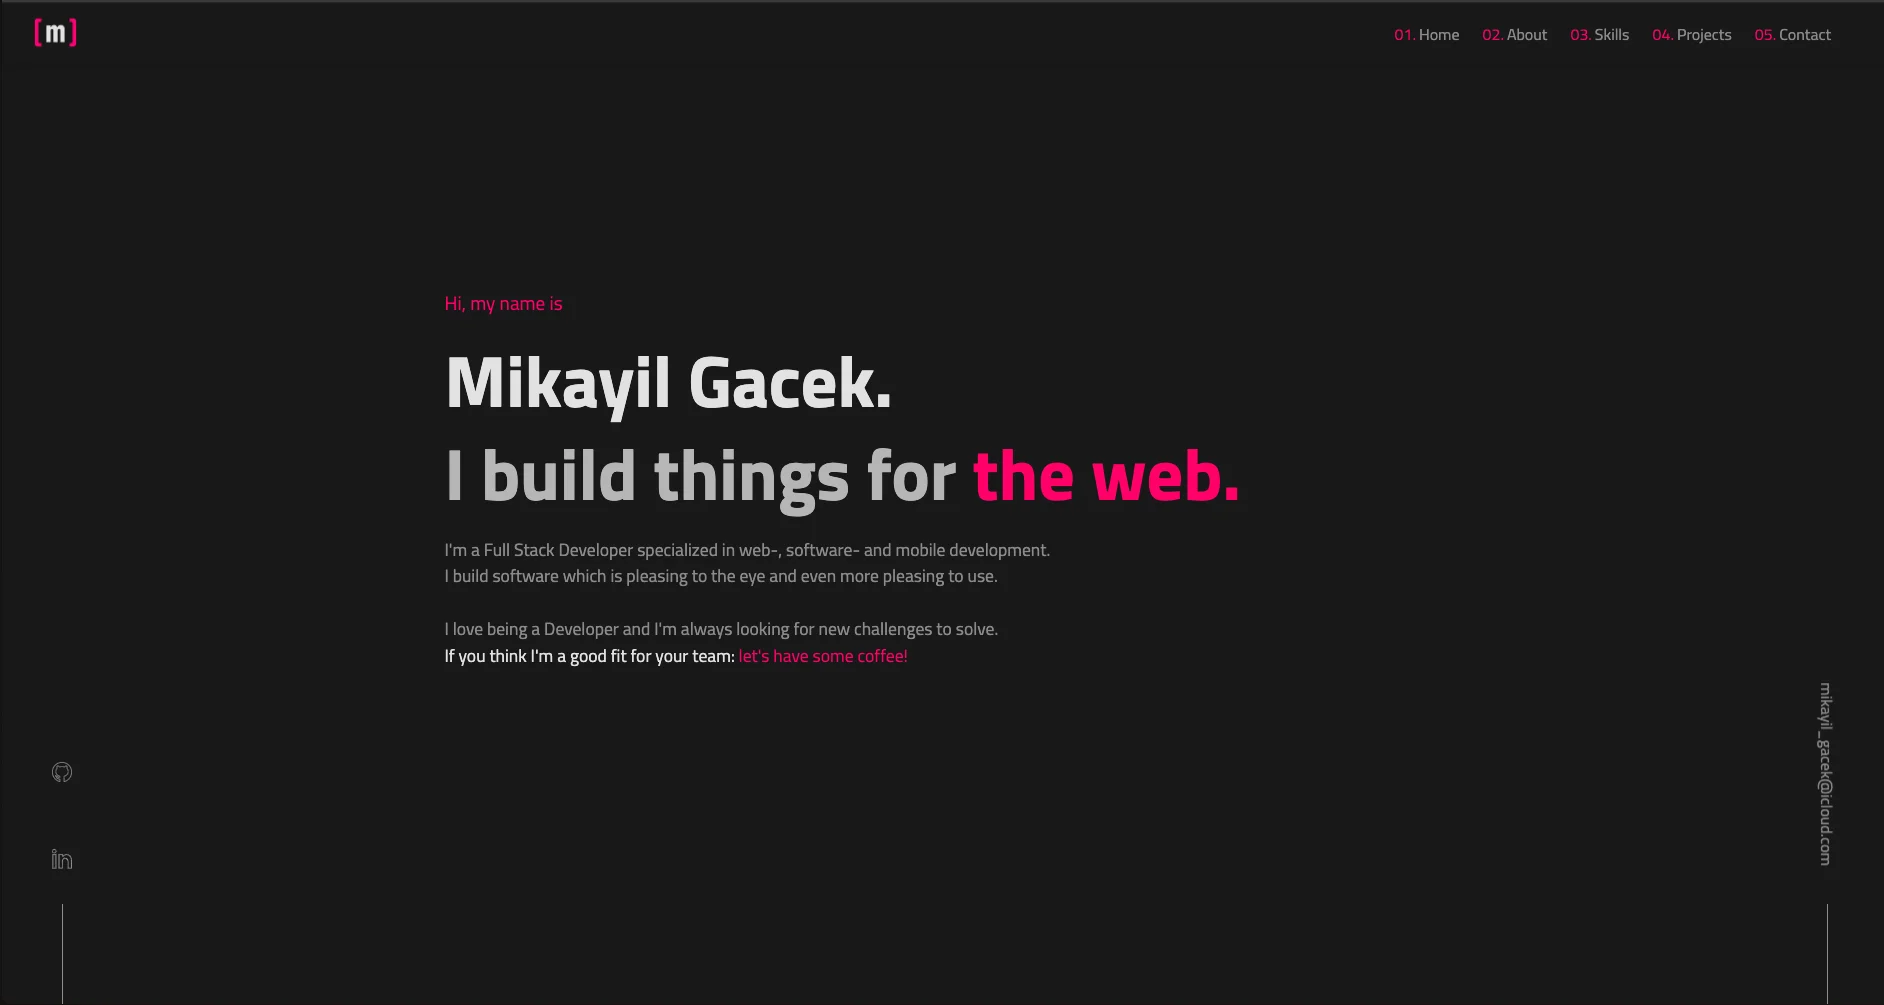 [m]
01. Home 02. About 03. Skills 04. Projects 05. Contact
Hi, my name is
Mikayil Gacek.
I build things for the web.
I'm a Full Stack Developer specialized in web-, software- and mobile development.
I build software which is pleasing to the eye and even more pleasing to use.
I love being a Developer and I'm always looking for new challenges to solve.
If you think I'm a good fit for your team: let's have some coffee!
in
mikayil_gacek@icloud.com